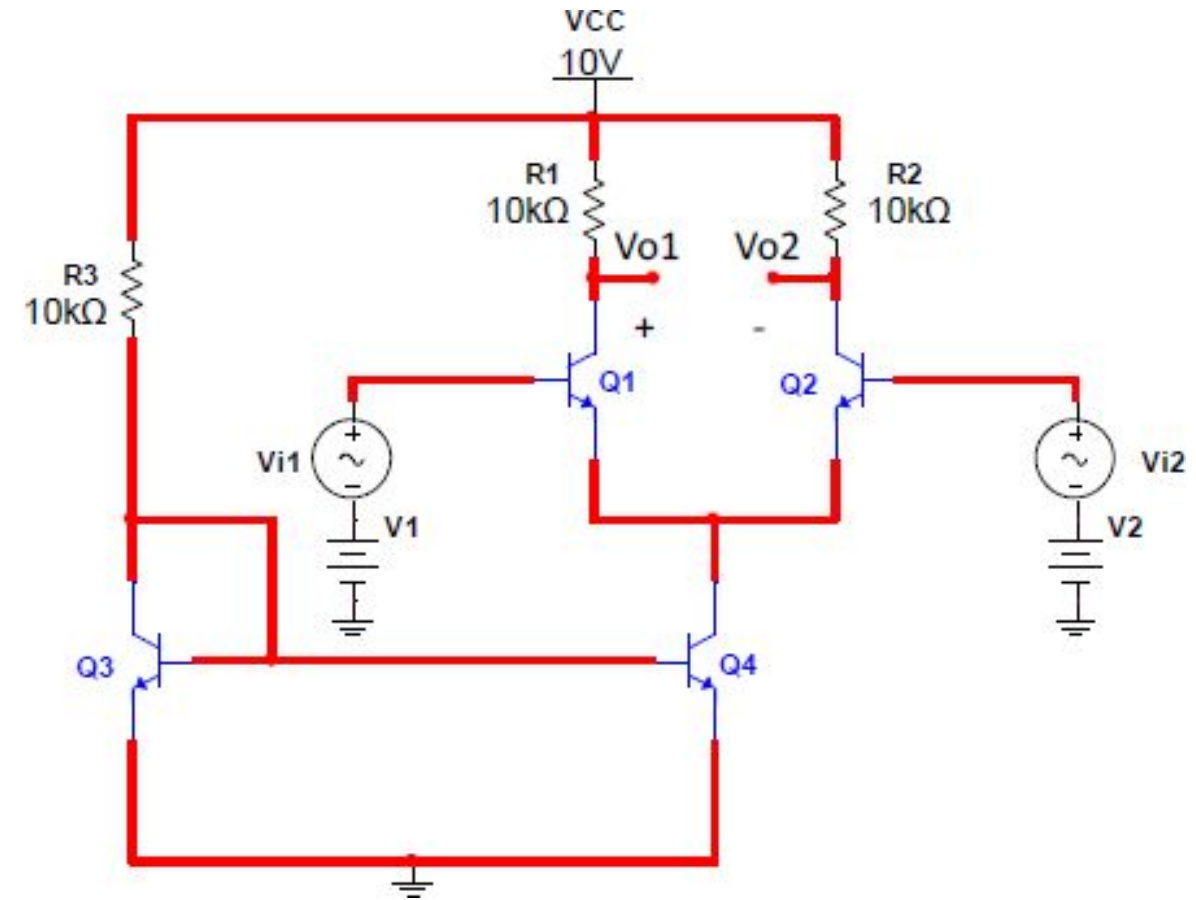 VCC
10V
R1
10kΩ
R2
10kΩ
Vo1
Vo2
R3
10kΩ
+
-
Q1
Q2
+
Vi1
-
+
Vi2
-
V1
V2
Q3
Q4